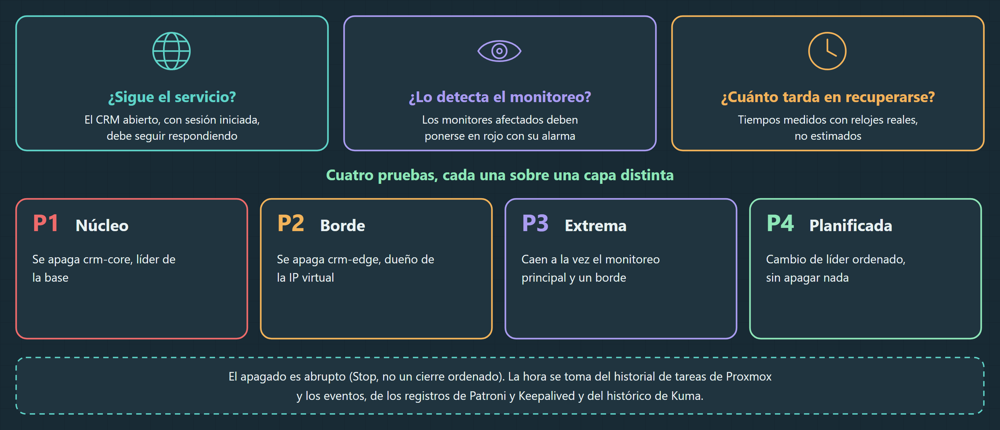 ¿Sigue el servicio?
El CRM abierto, con sesión iniciada,
debe seguir respondiendo
¿Lo detecta el monitoreo?
Los monitores afectados deben
ponerse en rojo con su alarma
¿Cuánto tarda en recuperarse?
Tiempos medidos con relojes reales,
no estimados
Cuatro pruebas, cada una sobre una capa distinta
P1 Núcleo
Se apaga crm-core, líder de
la base
P2 Borde
Se apaga crm-edge, dueño de
la IP virtual
P3 Extrema
Caen a la vez el monitoreo
principal y un borde
P4 Planificada
Cambio de líder ordenado,
sin apagar nada
El apagado es abrupto (Stop, no un cierre ordenado). La hora se toma del historial de tareas de Proxmox
y los eventos, de los registros de Patroni y Keepalived y del histórico de Kuma.